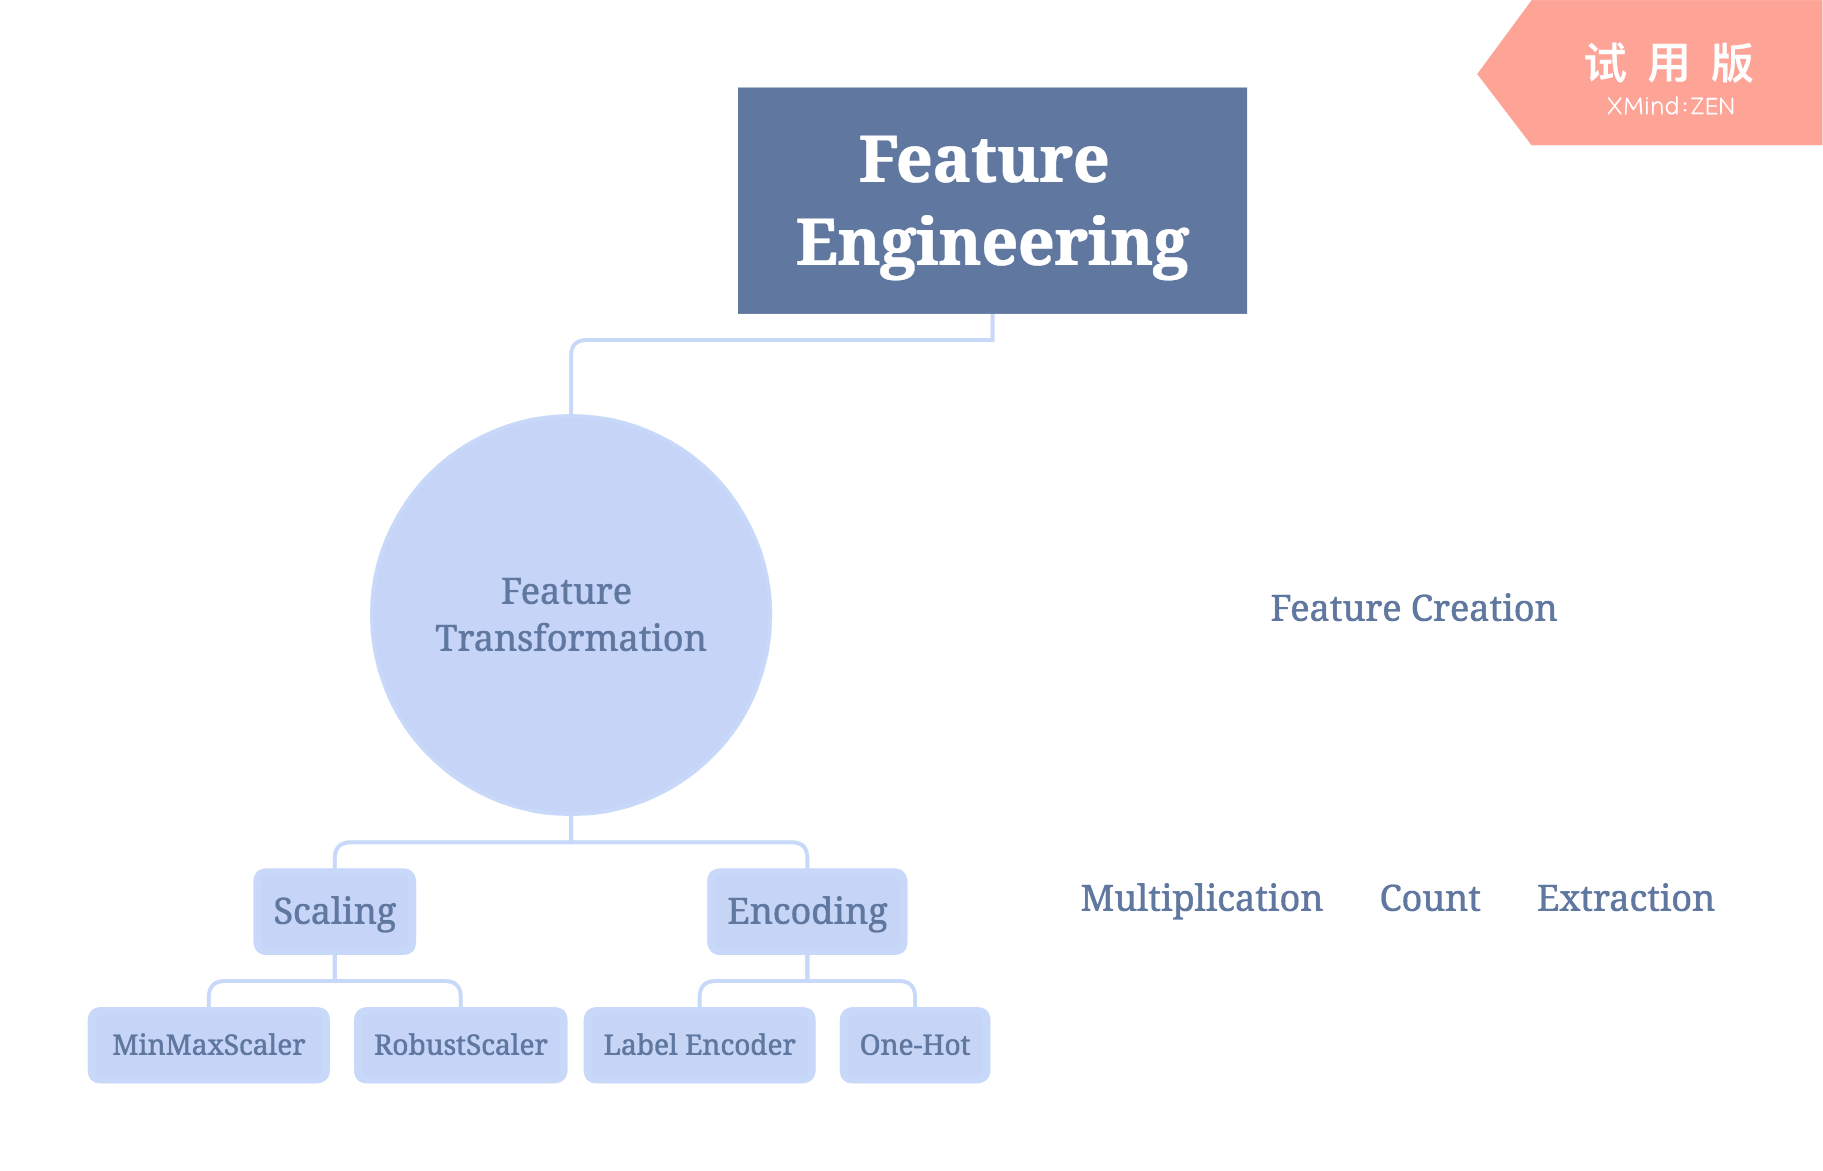 试用版
XMind:ZEN
Feature
Engineering
Feature
Transformation
Feature Creation
Scaling
Encoding
Multiplication
Count
Extraction
MinMaxScaler
RobustScaler
Label Encoder
One-Hot